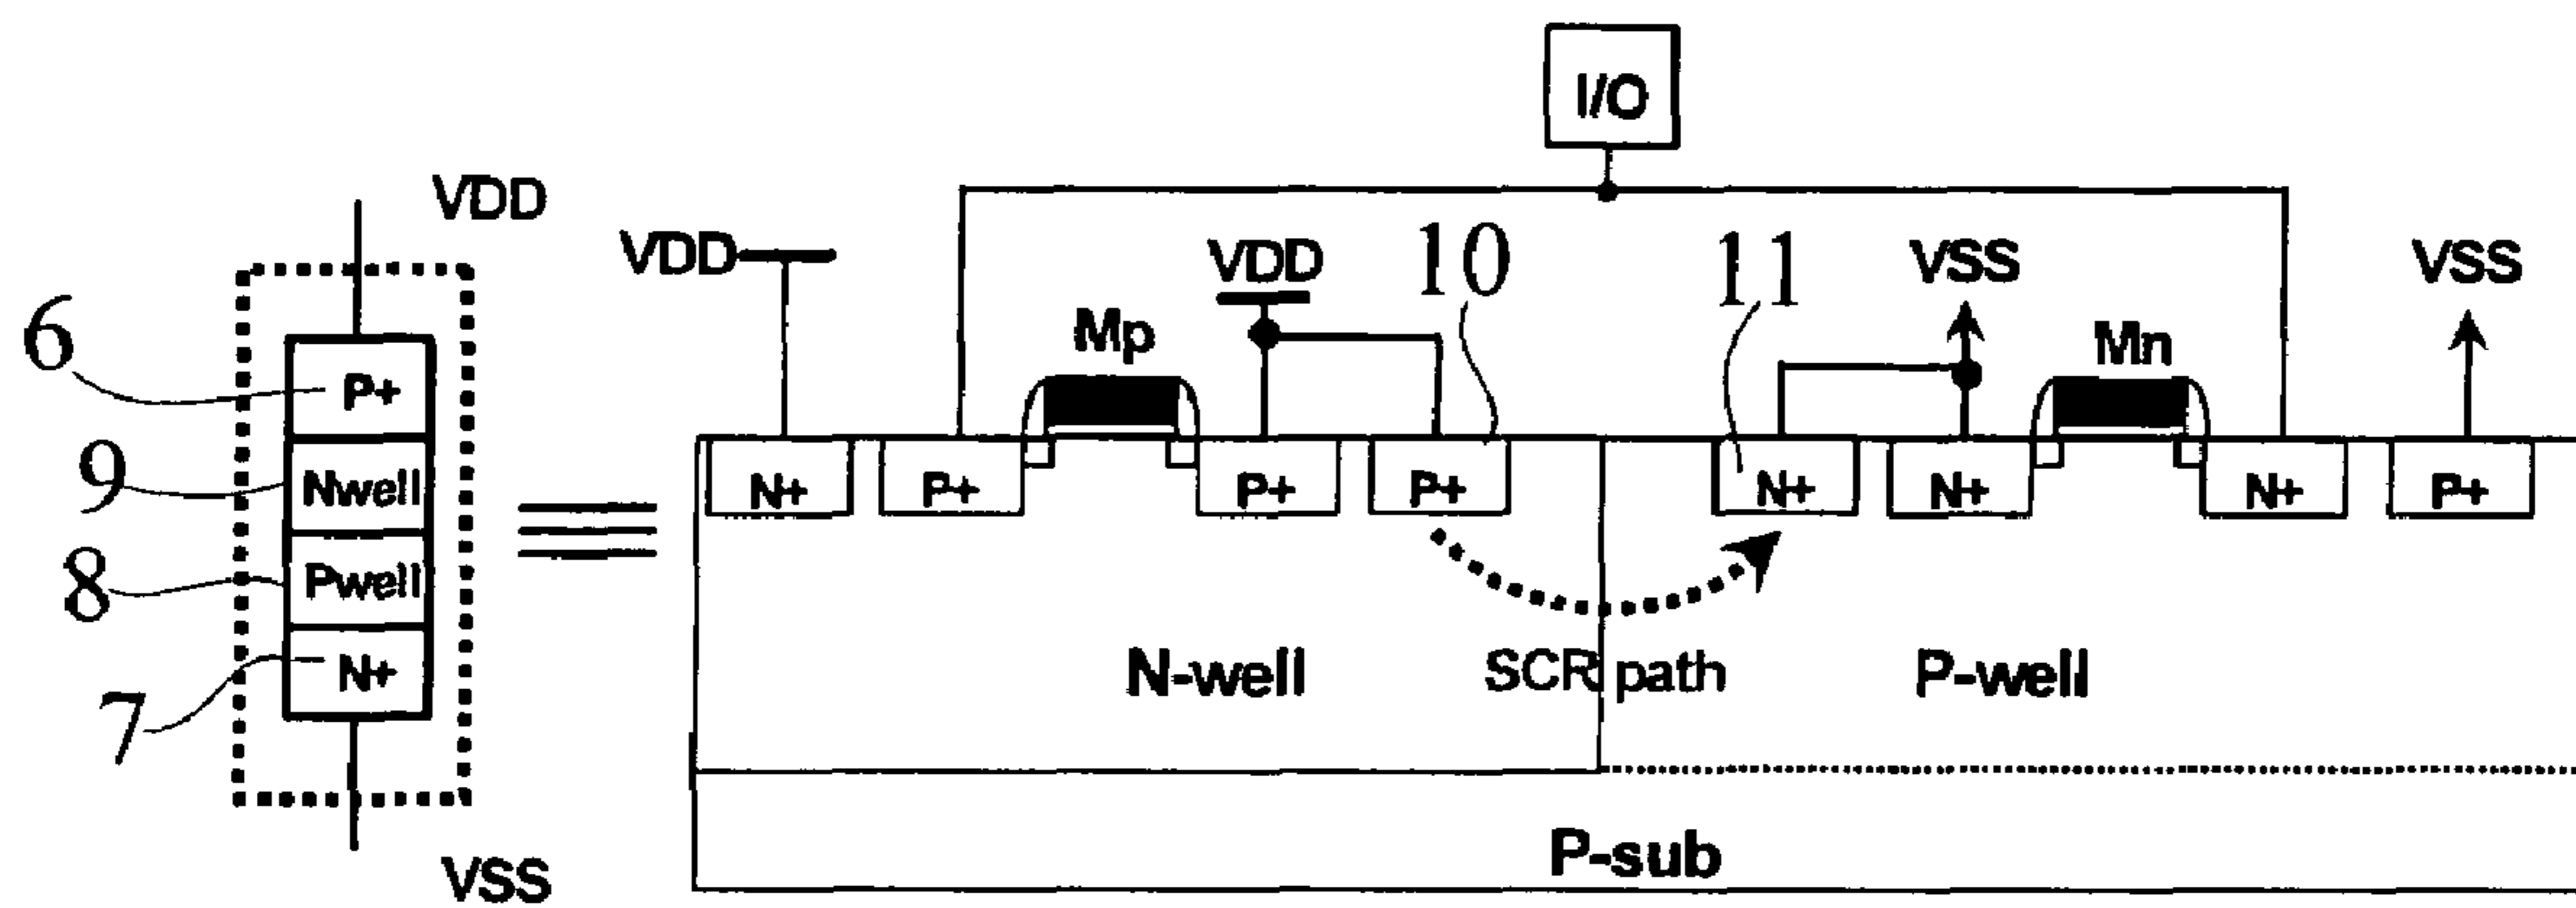 I/O
VDD
VDD
VDD
10
11
VSS
VSS
6
Mp
Mn
P+
9
Nwell
N+
P+
P+
P+
N+
N+
N+
P+
8
Pwell
7
N+
N-well
SCR path
P-well
P-sub
VSS